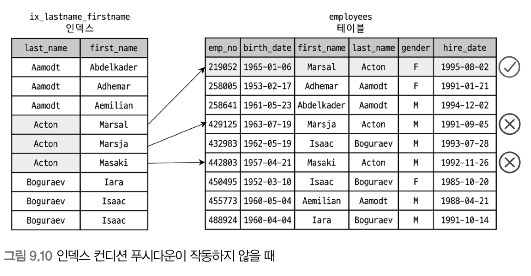 ix_lastname_firstname
인덱스
last_name first_name
Aamodt Abdelkader
Aamodt Adhemar
Aamodt Aemilian
Acton Marsal
Acton Marsja
Acton Masaki
Boguraev Iara
Boguraev Isaac
Boguraev Isaac
employees
테이블
emp_no birth_date first_name last_name gender hire_date
219052 1965-01-06 Marsal Acton F 1995-08-02
258005 1953-02-17 Adhemar Aamodt F 1991-01-21
258641 1961-05-23 Abdelkader Aamodt M 1994-12-02
429125 1963-07-19 Marsja Acton M 1991-09-05
432983 1962-05-19 Isaac Boguraev M 1993-07-28
442803 1957-04-21 Masaki Acton M 1992-11-26
450495 1952-03-10 Isaac Boguraev F 1985-10-20
455773 1960-05-04 Aemilian Aamodt M 1988-04-21
488924 1960-04-04 Iara Boguraev M 1991-10-14
그림 9.10 인덱스 컨디션 푸시다운이 작동하지 않을 때